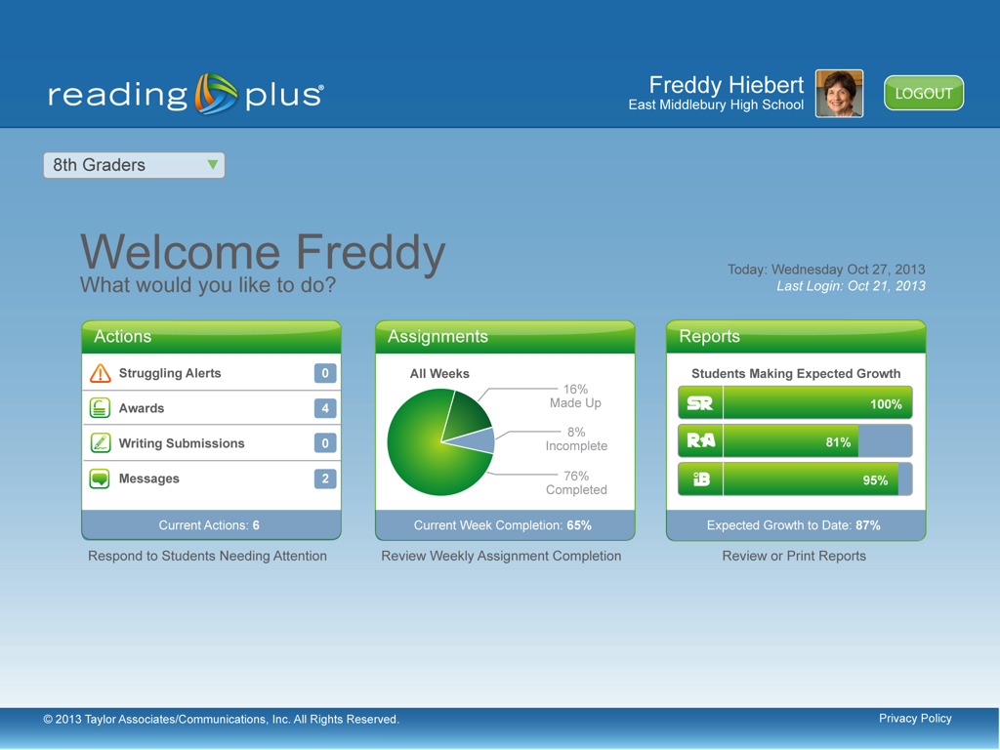 reading plus®
Freddy Hiebert
East Middlebury High School
LOGOUT
8th Graders
Welcome Freddy
What would you like to do?
Today: Wednesday Oct 27, 2013
Last Login: Oct 21, 2013
Actions
Struggling Alerts 0
Awards 4
Writing Submissions 0
Messages 2
Current Actions: 6
Respond to Students Needing Attention
Assignments
All Weeks
16%
Made Up
8%
Incomplete
76%
Completed
Current Week Completion: 65%
Review Weekly Assignment Completion
Reports
Students Making Expected Growth
SR 100%
R+A 81%
iB 95%
Expected Growth to Date: 87%
Review or Print Reports
© 2013 Taylor Associates/Communications, Inc. All Rights Reserved.
Privacy Policy